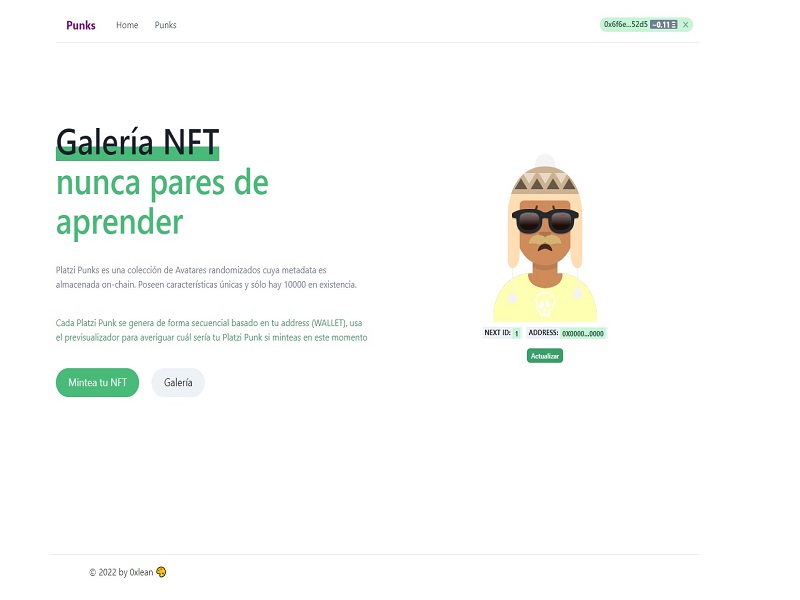 Punks Home Punks 0x6f6e...52d5 ~0.11 Ξ
Galería NFT
nunca pares de
aprender
Platzi Punks es una colección de Avatares randomizados cuya metadata es
almacenada on-chain. Poseen características únicas y sólo hay 10000 en existencia.
Cada Platzi Punk se genera de forma secuencial basado en tu address (WALLET), usa
el previsualizador para averiguar cuál sería tu Platzi Punk si minteas en este momento
Mintea tu NFT Galería
NEXT ID: 1 ADDRESS: 0X0000...0000
Actualizar
© 2022 by 0xlean